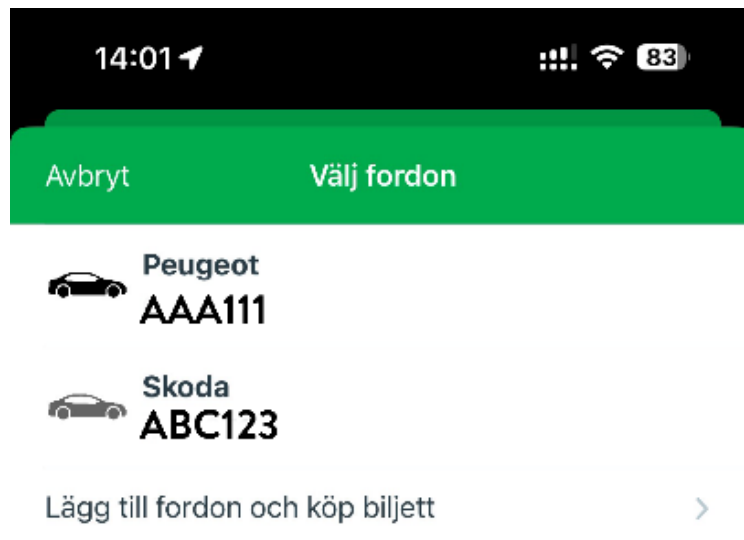 14:01 83
Avbryt Välj fordon
Peugeot
AAA111
Skoda
ABC123
Lägg till fordon och köp biljett